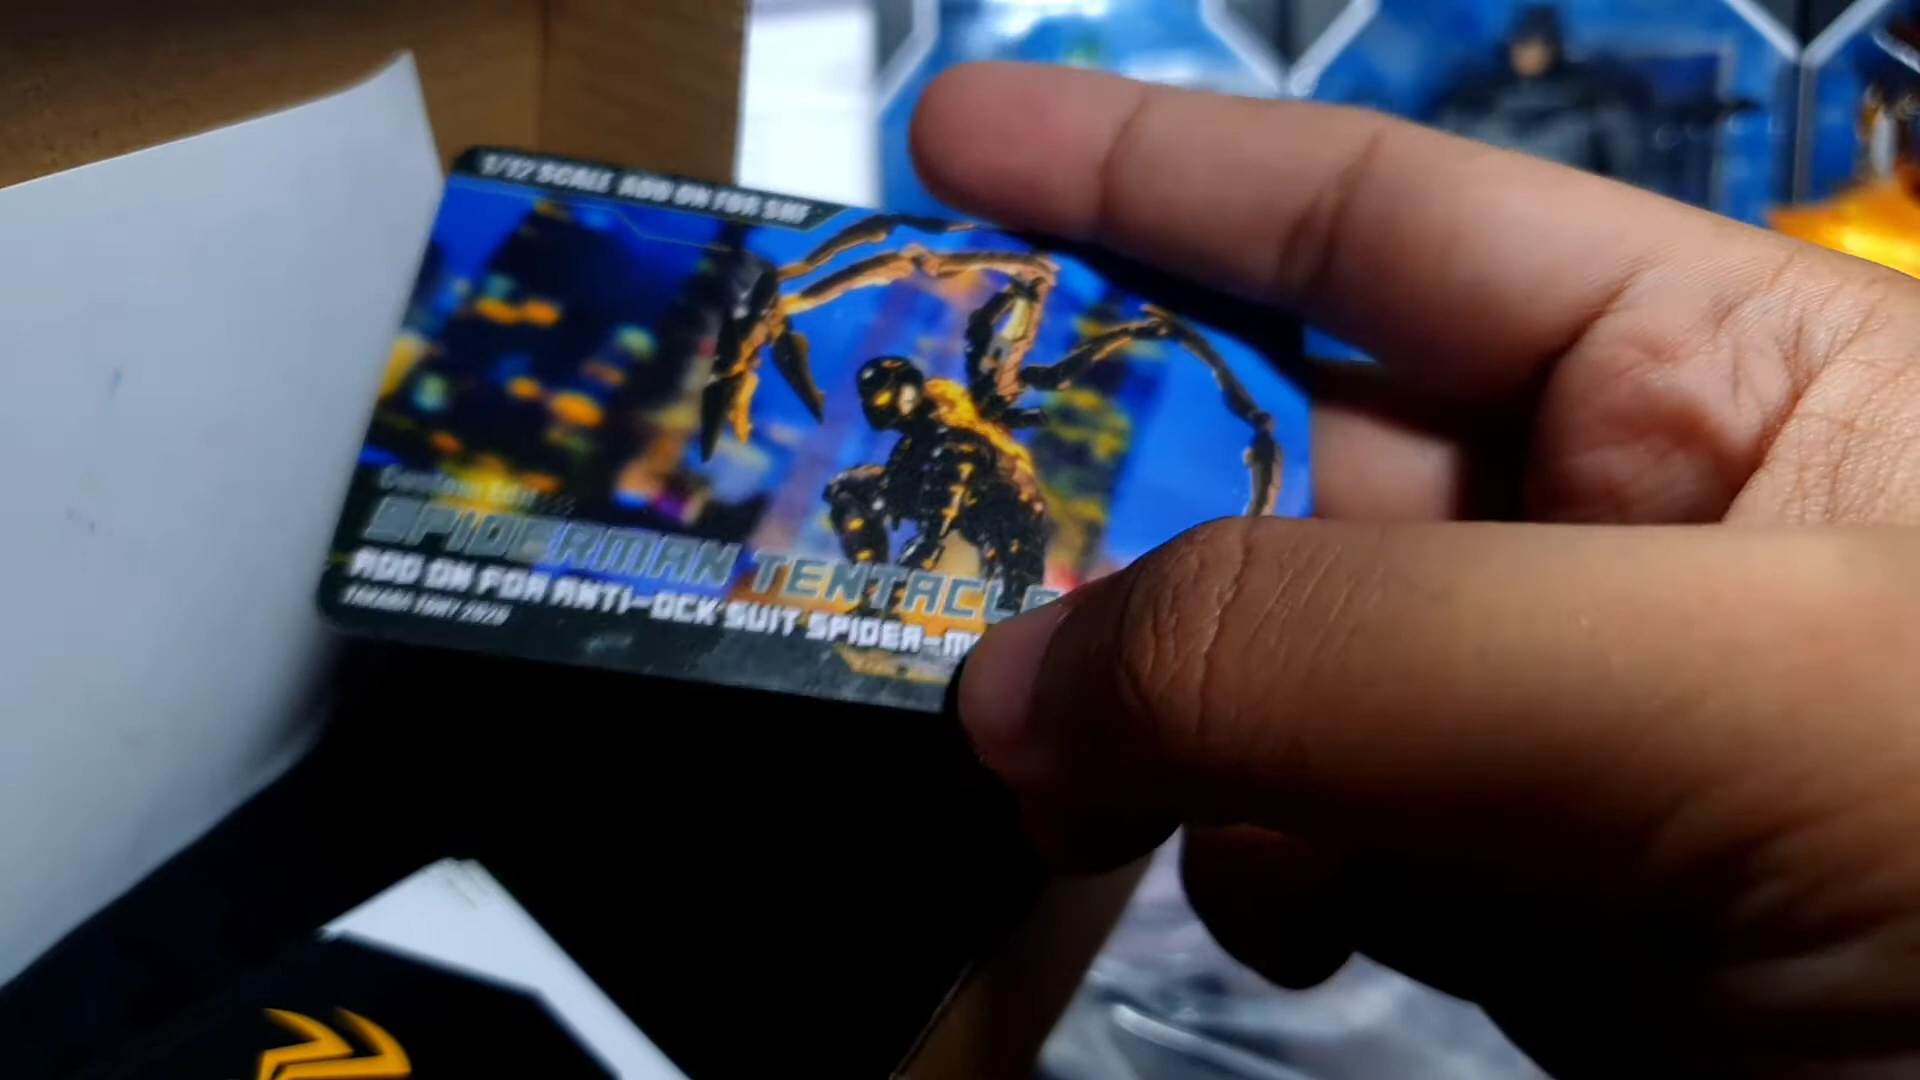 1/12 SCALE ADD ON FOR SHF
SPIDERMAN TENTACLE
ADD ON FOR ANTI-OCK SUIT SPIDER-M